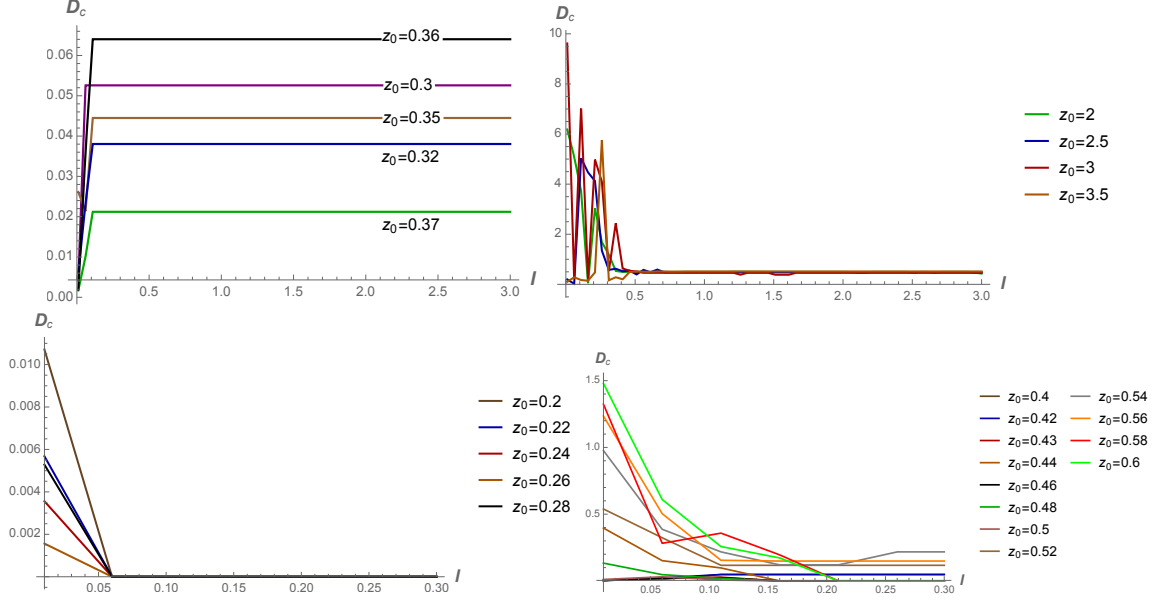 D_c
0.06
0.05
0.04
0.03
0.02
0.01
0.00
z_0=0.36
z_0=0.3
z_0=0.35
z_0=0.32
z_0=0.37
0.5 1.0 1.5 2.0 2.5 3.0
l
D_c
10
8
6
4
2
0.5 1.0 1.5 2.0 2.5 3.0
l
z_0=2
z_0=2.5
z_0=3
z_0=3.5
D_c
0.010
0.008
0.006
0.004
0.002
0.05 0.10 0.15 0.20 0.25 0.30
l
z_0=0.2
z_0=0.22
z_0=0.24
z_0=0.26
z_0=0.28
D_c
1.5
1.0
0.5
0.05 0.10 0.15 0.20 0.25 0.30
l
z_0=0.4
z_0=0.42
z_0=0.43
z_0=0.44
z_0=0.46
z_0=0.48
z_0=0.5
z_0=0.52
z_0=0.54
z_0=0.56
z_0=0.58
z_0=0.6